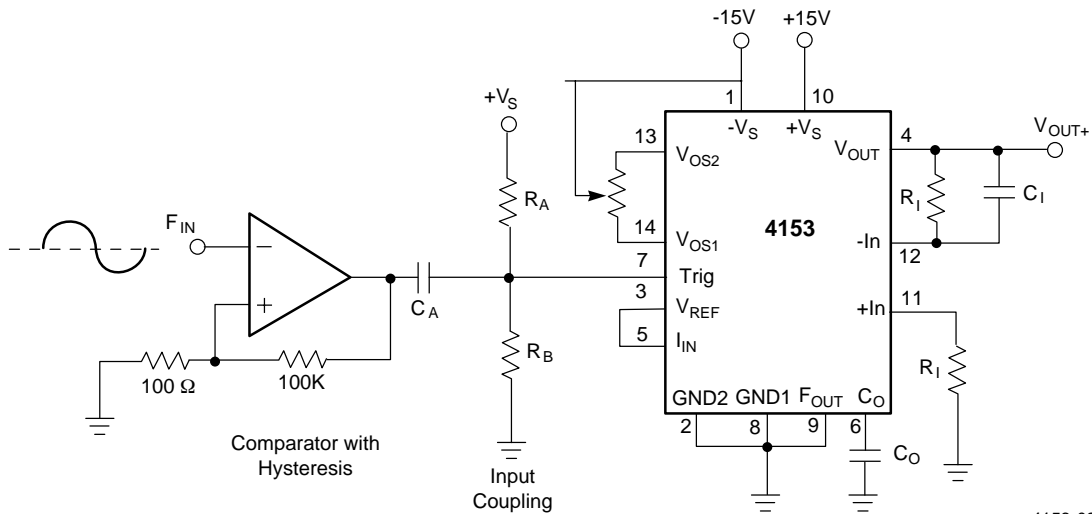 -15V
+15V
+VS
1
10
-VS
+VS
13
VOS2
4
VOUT
VOUT+
RA
RI
CI
FIN
14
VOS1
4153
-In
12
7
Trig
CA
3
VREF
+In
11
5
IIN
RB
RI
100 Ω
100K
GND2
GND1
FOUT
CO
2
8
9
6
CO
Comparator with
Hysteresis
Input
Coupling
−
+